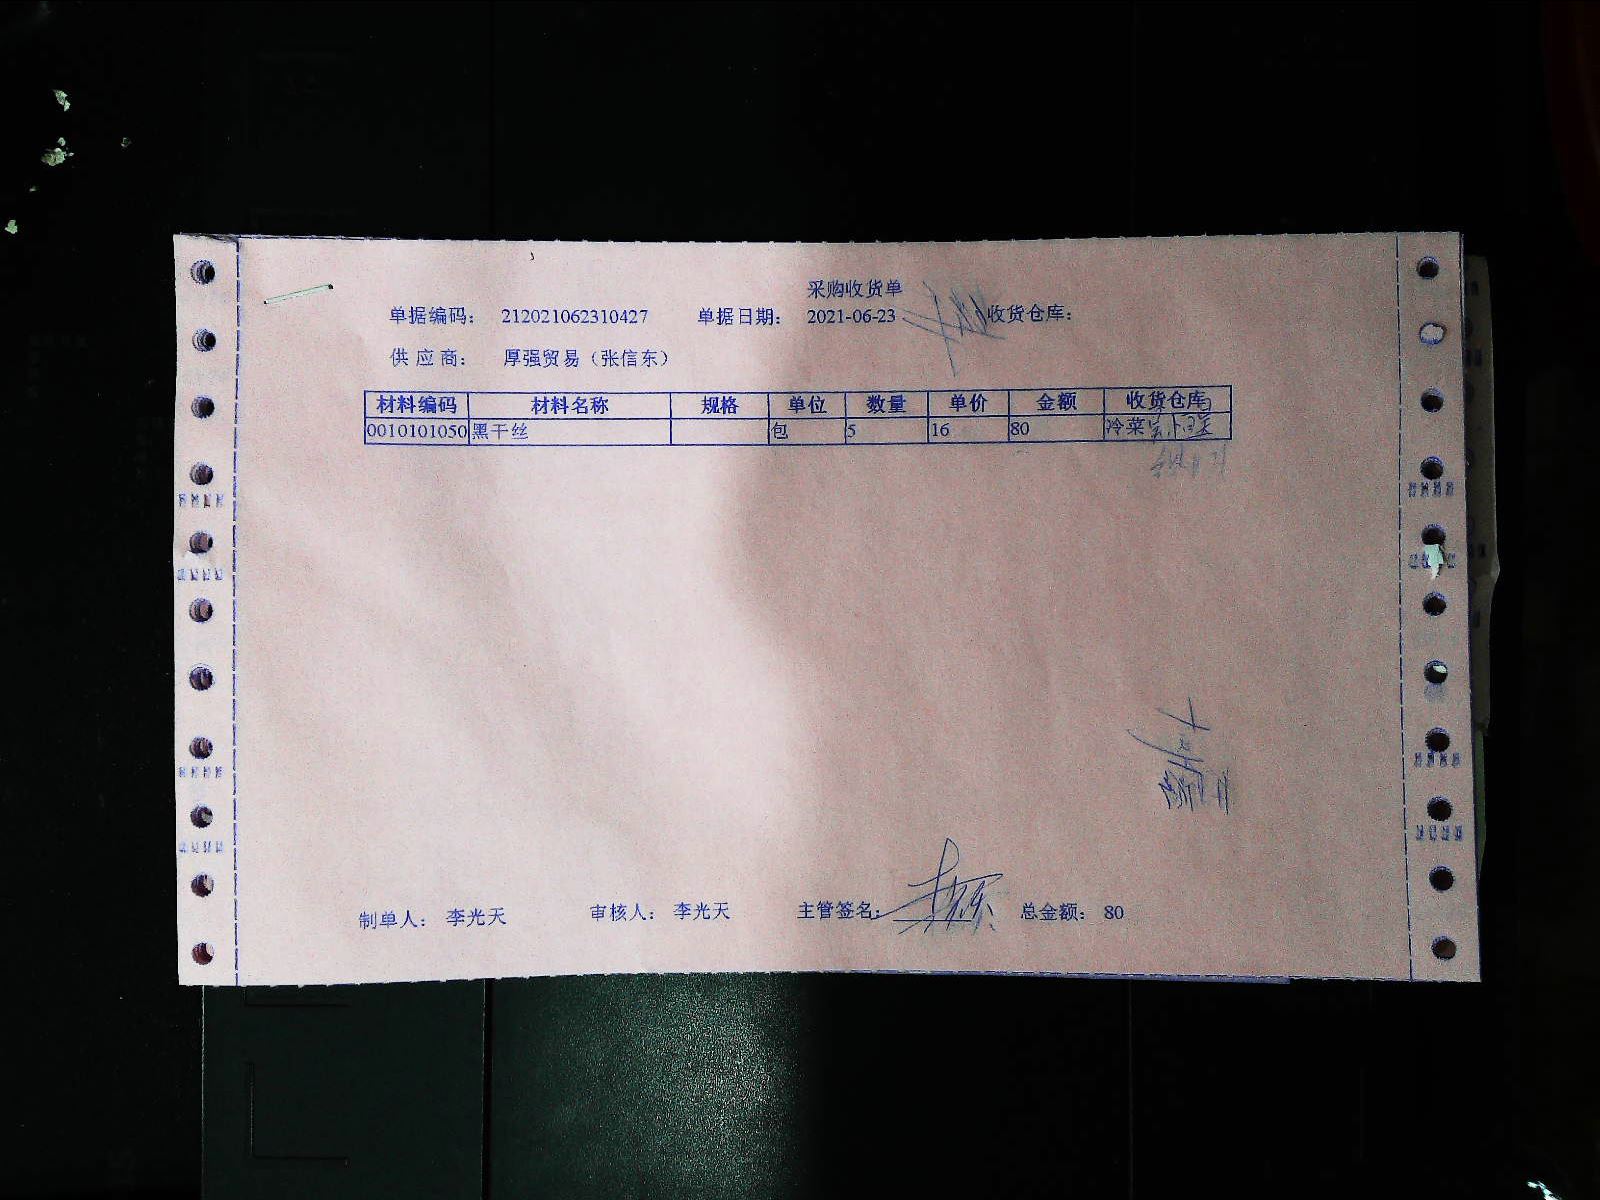 采购收货单
单据编码： 212021062310427 单据日期： 2021-06-23 收货仓库：
供 应 商： 厚强贸易（张信东）
材料编码 材料名称 规格 单位 数量 单价 金额 收货仓库
0010101050 黑干丝 包 5 16 80 冷菜
制单人： 李光天 审核人： 李光天 主管签名： 总金额： 80